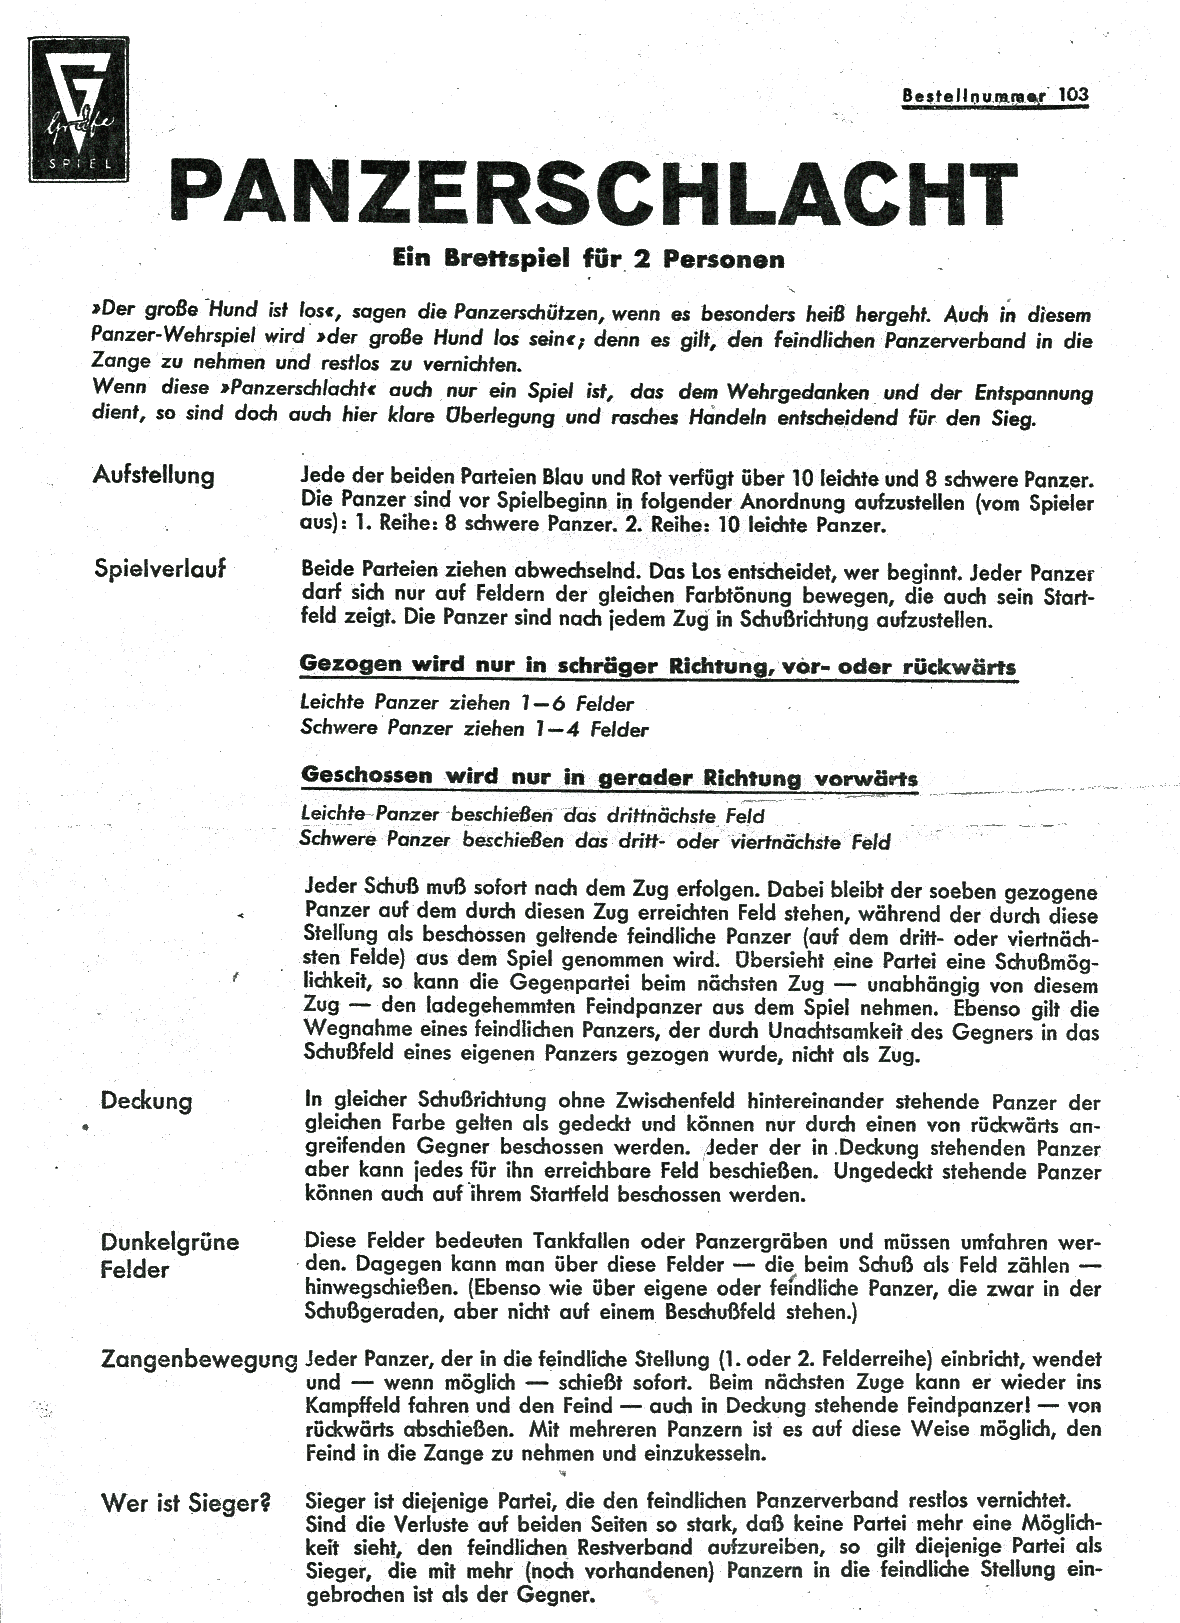 G
Gräfe
SPIEL
Bestellnummer 103
PANZERSCHLACHT
Ein Brettspiel für 2 Personen
»Der große Hund ist los«, sagen die Panzerschützen, wenn es besonders heiß hergeht. Auch in diesem
Panzer-Wehrspiel wird »der große Hund los sein«; denn es gilt, den feindlichen Panzerverband in die
Zange zu nehmen und restlos zu vernichten.
Wenn diese »Panzerschlacht« auch nur ein Spiel ist, das dem Wehrgedanken und der Entspannung
dient, so sind doch auch hier klare Überlegung und rasches Handeln entscheidend für den Sieg.
Aufstellung
Jede der beiden Parteien Blau und Rot verfügt über 10 leichte und 8 schwere Panzer.
Die Panzer sind vor Spielbeginn in folgender Anordnung aufzustellen (vom Spieler
aus): 1. Reihe: 8 schwere Panzer. 2. Reihe: 10 leichte Panzer.
Spielverlauf
Beide Parteien ziehen abwechselnd. Das Los entscheidet, wer beginnt. Jeder Panzer
darf sich nur auf Feldern der gleichen Farbtönung bewegen, die auch sein Start-
feld zeigt. Die Panzer sind nach jedem Zug in Schußrichtung aufzustellen.
Gezogen wird nur in schräger Richtung, vor- oder rückwärts
Leichte Panzer ziehen 1—6 Felder
Schwere Panzer ziehen 1—4 Felder
Geschossen wird nur in gerader Richtung vorwärts
Leichte Panzer beschießen das drittnächste Feld
Schwere Panzer beschießen das dritt- oder viertnächste Feld
Jeder Schuß muß sofort nach dem Zug erfolgen. Dabei bleibt der soeben gezogene
Panzer auf dem durch diesen Zug erreichten Feld stehen, während der durch diese
Stellung als beschossen geltende feindliche Panzer (auf dem dritt- oder viertnäch-
sten Felde) aus dem Spiel genommen wird. Übersieht eine Partei eine Schußmög-
lichkeit, so kann die Gegenpartei beim nächsten Zug — unabhängig von diesem
Zug — den ladegehemmten Feindpanzer aus dem Spiel nehmen. Ebenso gilt die
Wegnahme eines feindlichen Panzers, der durch Unachtsamkeit des Gegners in das
Schußfeld eines eigenen Panzers gezogen wurde, nicht als Zug.
Deckung
In gleicher Schußrichtung ohne Zwischenfeld hintereinander stehende Panzer der
gleichen Farbe gelten als gedeckt und können nur durch einen von rückwärts an-
greifenden Gegner beschossen werden. Jeder der in Deckung stehenden Panzer
aber kann jedes für ihn erreichbare Feld beschießen. Ungedeckt stehende Panzer
können auch auf ihrem Startfeld beschossen werden.
Dunkelgrüne
Felder
Diese Felder bedeuten Tankfallen oder Panzergräben und müssen umfahren wer-
den. Dagegen kann man über diese Felder — die beim Schuß als Feld zählen —
hinwegschießen. (Ebenso wie über eigene oder feindliche Panzer, die zwar in der
Schußgeraden, aber nicht auf einem Beschußfeld stehen.)
Zangenbewegung
Jeder Panzer, der in die feindliche Stellung (1. oder 2. Felderreihe) einbricht, wendet
und — wenn möglich — schießt sofort. Beim nächsten Zuge kann er wieder ins
Kampffeld fahren und den Feind — auch in Deckung stehende Feindpanzer! — von
rückwärts abschießen. Mit mehreren Panzern ist es auf diese Weise möglich, den
Feind in die Zange zu nehmen und einzukesseln.
Wer ist Sieger?
Sieger ist diejenige Partei, die den feindlichen Panzerverband restlos vernichtet.
Sind die Verluste auf beiden Seiten so stark, daß keine Partei mehr eine Möglich-
keit sieht, den feindlichen Restverband aufzureiben, so gilt diejenige Partei als
Sieger, die mit mehr (noch vorhandenen) Panzern in die feindliche Stellung ein-
gebrochen ist als der Gegner.